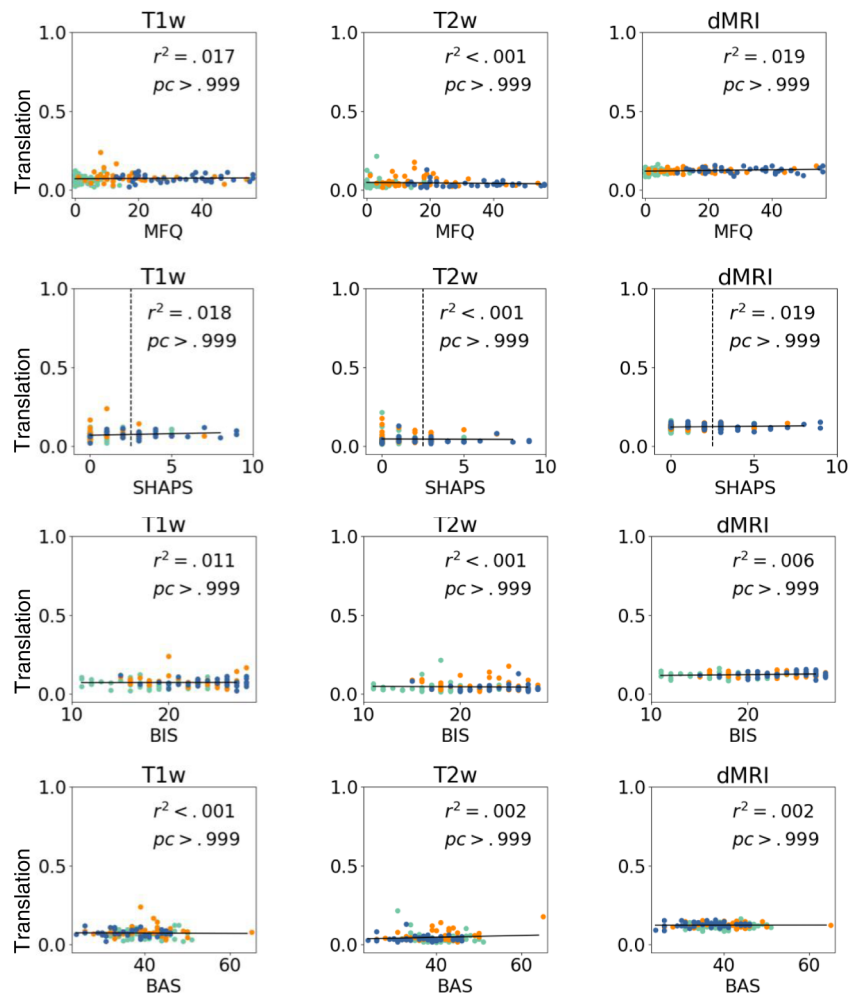 T1w T2w dMRI
1.0 1.0 1.0
r² = .017 r² < .001 r² = .019
pc > .999 pc > .999 pc > .999
Translation 0.5 0.5 0.5
0.0 0.0 0.0
0 20 40 0 20 40 0 20 40
MFQ MFQ MFQ
T1w T2w dMRI
1.0 1.0 1.0
r² = .018 r² < .001 r² = .019
pc > .999 pc > .999 pc > .999
Translation 0.5 0.5 0.5
0.0 0.0 0.0
0 5 10 0 5 10 0 5 10
SHAPS SHAPS SHAPS
T1w T2w dMRI
1.0 1.0 1.0
r² = .011 r² < .001 r² = .006
pc > .999 pc > .999 pc > .999
Translation 0.5 0.5 0.5
0.0 0.0 0.0
10 20 10 20 10 20
BIS BIS BIS
T1w T2w dMRI
1.0 1.0 1.0
r² < .001 r² = .002 r² = .002
pc > .999 pc > .999 pc > .999
Translation 0.5 0.5 0.5
0.0 0.0 0.0
40 60 40 60 40 60
BAS BAS BAS